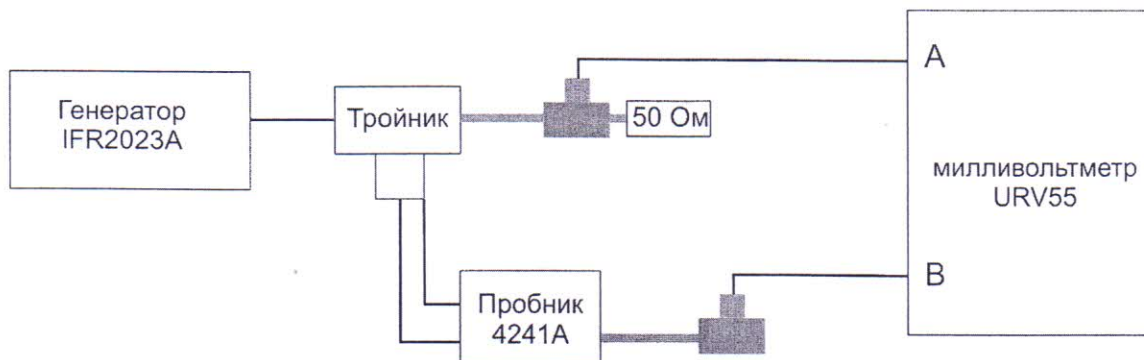 Генератор
IFR2023A
Тройник
50 Ом
A
милливольтметр
URV55
B
Пробник
4241A